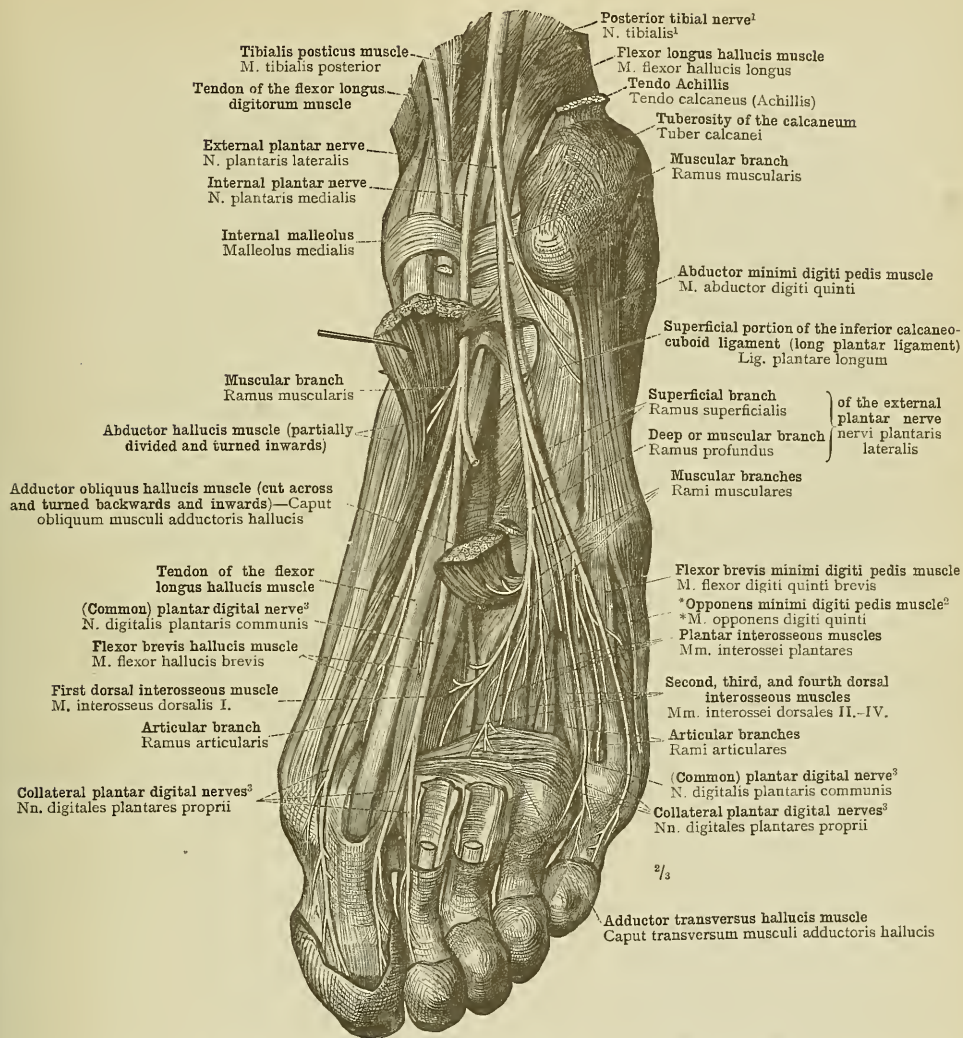 Posterior tibial nerve¹
N. tibialis¹
Tibialis posticus muscle
M. tibialis posterior
Flexor longus hallucis muscle
M. flexor hallucis longus
Tendon of the flexor longus
digitorum muscle
Tendo Achillis
Tendo calcaneus (Achillis)
Tuberosity of the calcaneum
Tuber calcanei
External plantar nerve
N. plantaris lateralis
Muscular branch
Ramus muscularis
Internal plantar nerve
N. plantaris medialis
Internal malleolus
Malleolus medialis
Abductor minimi digiti pedis muscle
M. abductor digiti quinti
Superficial portion of the inferior calcaneo-
cuboid ligament (long plantar ligament)
Lig. plantare longum
Muscular branch
Ramus muscularis
Superficial branch
Ramus superficialis
Deep or muscular branch
Ramus profundus
of the external
plantar nerve
nervi plantaris
lateralis
Abductor hallucis muscle (partially
divided and turned inwards)
Muscular branches
Rami musculares
Adductor obliquus hallucis muscle (cut across
and turned backwards and inwards)—Caput
obliquum musculi adductoris hallucis
Tendon of the flexor
longus hallucis muscle
Flexor brevis minimi digiti pedis muscle
M. flexor digiti quinti brevis
(Common) plantar digital nerve³
N. digitalis plantaris communis
*Opponens minimi digiti pedis muscle²
*M. opponens digiti quinti
Flexor brevis hallucis muscle
M. flexor hallucis brevis
Plantar interosseous muscles
Mm. interossei plantares
First dorsal interosseous muscle
M. interosseus dorsalis I.
Second, third, and fourth dorsal
interosseous muscles
Mm. interossei dorsales II.-IV.
Articular branch
Ramus articularis
Articular branches
Rami articulares
Collateral plantar digital nerves³
Nn. digitales plantares proprii
(Common) plantar digital nerve³
N. digitalis plantaris communis
Collateral plantar digital nerves³
Nn. digitales plantares proprii
2/3
Adductor transversus hallucis muscle
Caput transversum musculi adductoris hallucis